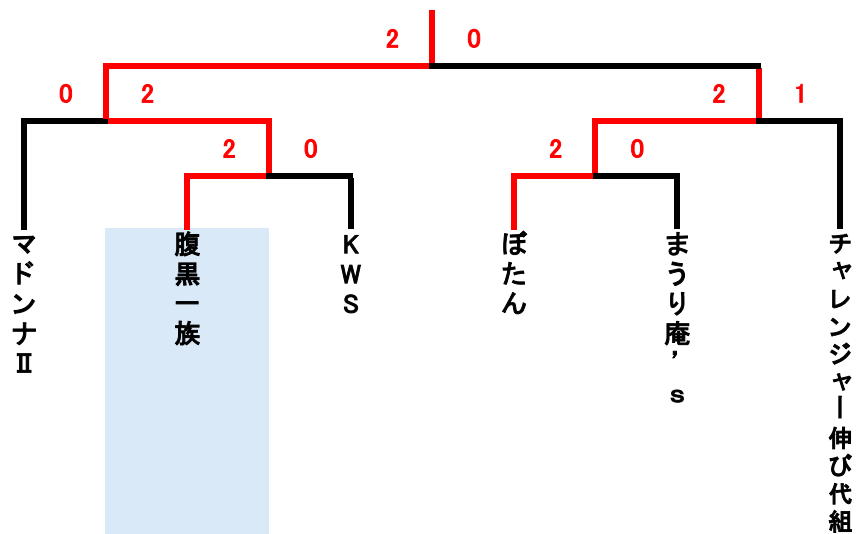 2 0
0 2 2 1
2 0 2 0
マドンナⅡ
腹黒一族
KWS
ぼたん
まうり庵’s
チャレンジャー伸び代組